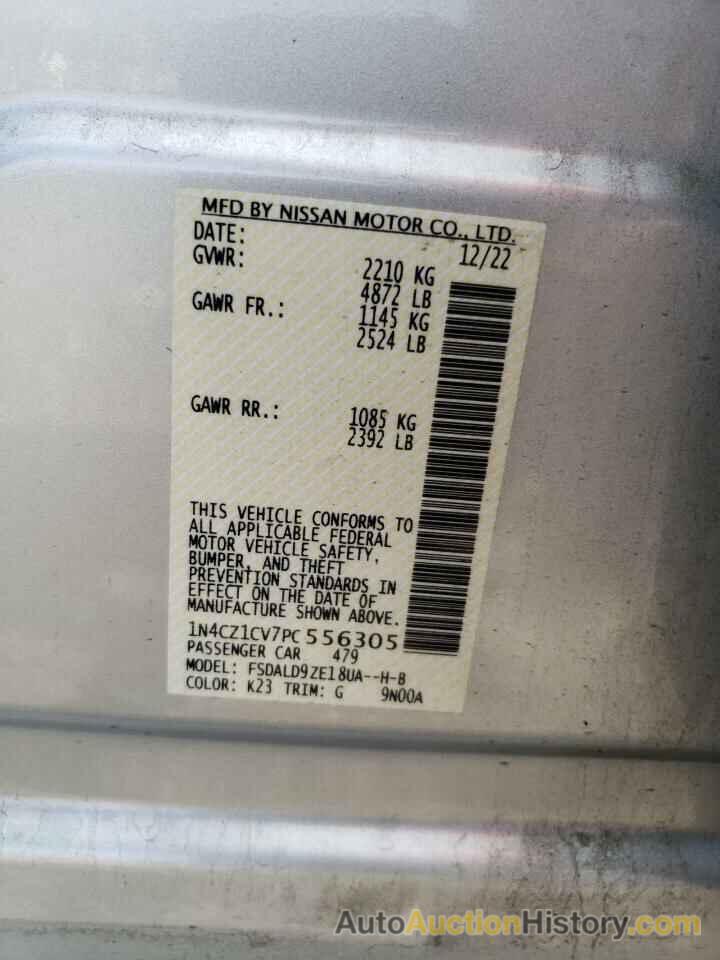 MFD BY NISSAN MOTOR CO., LTD.
DATE: 12/22
GVWR: 2210 KG
4872 LB
GAWR FR.: 1145 KG
2524 LB
GAWR RR.: 1085 KG
2392 LB
THIS VEHICLE CONFORMS TO
ALL APPLICABLE FEDERAL
MOTOR VEHICLE SAFETY,
BUMPER, AND THEFT
PREVENTION STANDARDS IN
EFFECT ON THE DATE OF
MANUFACTURE SHOWN ABOVE.
1N4CZ1CV7PC556305
PASSENGER CAR 479
MODEL: FSDALD9ZE18UA--H-B
COLOR: K23 TRIM: G 9N00A
AutoAuctionHistory.com